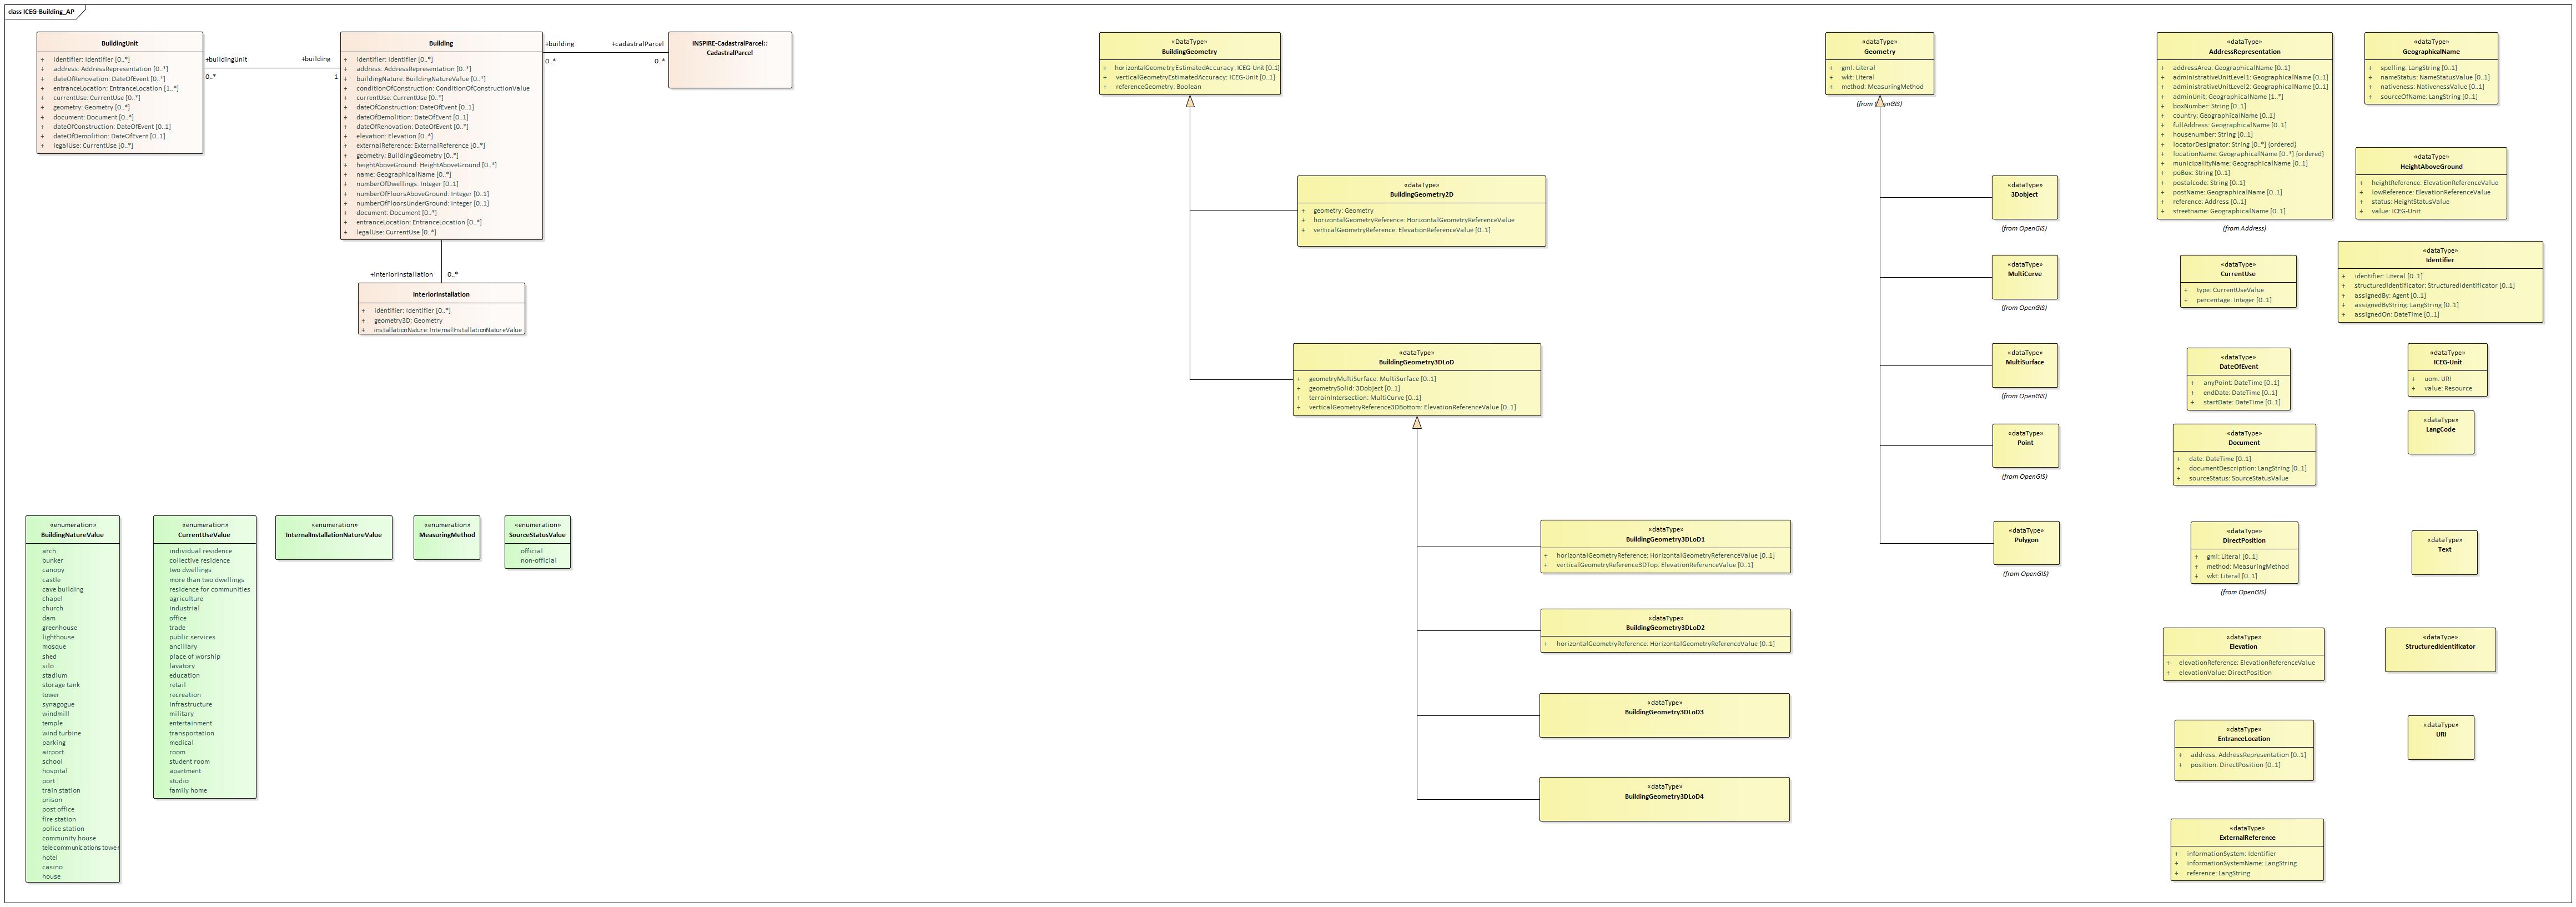 class ICEG-Building_AP
BuildingUnit
+ identifier: Identifier [0..*]
+ address: AddressRepresentation [0..*]
+ dateOfRenovation: DateOfEvent [0..*]
+ entranceLocation: EntranceLocation [1..*]
+ currentUse: CurrentUse [0..*]
+ geometry: Geometry [0..*]
+ document: Document [0..*]
+ dateOfConstruction: DateOfEvent [0..1]
+ dateOfDemolition: DateOfEvent [0..1]
+ legalUse: CurrentUse [0..*]
+buildingUnit
0..*
+building
1
Building
+ identifier: Identifier [0..*]
+ address: AddressRepresentation [0..*]
+ buildingNature: BuildingNatureValue [0..*]
+ conditionOfConstruction: ConditionOfConstructionValue
+ currentUse: CurrentUse [0..*]
+ dateOfConstruction: DateOfEvent [0..1]
+ dateOfDemolition: DateOfEvent [0..1]
+ dateOfRenovation: DateOfEvent [0..*]
+ elevation: Elevation [0..*]
+ externalReference: ExternalReference [0..*]
+ geometry: BuildingGeometry [0..*]
+ heightAboveGround: HeightAboveGround [0..*]
+ name: GeographicalName [0..*]
+ numberOfDwellings: Integer [0..1]
+ numberOfFloorsAboveGround: Integer [0..1]
+ numberOfFloorsUnderGround: Integer [0..1]
+ document: Document [0..*]
+ entranceLocation: EntranceLocation [0..*]
+ legalUse: CurrentUse [0..*]
+building
0..*
+cadastralParcel
0..*
INSPIRE-CadastralParcel::
CadastralParcel
+interiorInstallation
0..*
InteriorInstallation
+ identifier: Identifier [0..*]
+ geometry3D: Geometry
+ installationNature: InternalInstallationNatureValue
«enumeration»
BuildingNatureValue
arch
bunker
canopy
castle
cave building
chapel
church
dam
greenhouse
lighthouse
mosque
shed
silo
stadium
storage tank
tower
synagogue
windmill
temple
wind turbine
parking
airport
school
hospital
port
train station
prison
post office
fire station
police station
community house
telecommunications tower
hotel
casino
house
«enumeration»
CurrentUseValue
individual residence
collective residence
two dwellings
more than two dwellings
residence for communities
agriculture
industrial
office
trade
public services
ancillary
place of worship
lavatory
education
retail
recreation
infrastructure
military
entertainment
transportation
medical
room
student room
apartment
studio
family home
«enumeration»
InternalInstallationNatureValue
«enumeration»
MeasuringMethod
«enumeration»
SourceStatusValue
official
non-official
«DataType»
BuildingGeometry
+ horizontalGeometryEstimatedAccuracy: ICEG-Unit [0..1]
+ verticalGeometryEstimatedAccuracy: ICEG-Unit [0..1]
+ referenceGeometry: Boolean
«dataType»
BuildingGeometry2D
+ geometry: Geometry
+ horizontalGeometryReference: HorizontalGeometryReferenceValue
+ verticalGeometryReference: ElevationReferenceValue [0..1]
«dataType»
BuildingGeometry3DLoD
+ geometryMultiSurface: MultiSurface [0..1]
+ geometrySolid: 3Dobject [0..1]
+ terrainIntersection: MultiCurve [0..1]
+ verticalGeometryReference3DBottom: ElevationReferenceValue [0..1]
«dataType»
BuildingGeometry3DLoD1
+ horizontalGeometryReference: HorizontalGeometryReferenceValue [0..1]
+ verticalGeometryReference3DTop: ElevationReferenceValue [0..1]
«dataType»
BuildingGeometry3DLoD2
+ horizontalGeometryReference: HorizontalGeometryReferenceValue [0..1]
«dataType»
BuildingGeometry3DLoD3
«dataType»
BuildingGeometry3DLoD4
«dataType»
Geometry
+ gml: Literal
+ wkt: Literal
+ method: MeasuringMethod
(from OpenGIS)
«dataType»
3Dobject
(from OpenGIS)
«dataType»
MultiCurve
(from OpenGIS)
«dataType»
MultiSurface
(from OpenGIS)
«dataType»
Point
(from OpenGIS)
«dataType»
Polygon
(from OpenGIS)
«dataType»
AddressRepresentation
+ addressArea: GeographicalName [0..1]
+ administrativeUnitLevel1: GeographicalName [0..1]
+ administrativeUnitLevel2: GeographicalName [0..1]
+ adminUnit: GeographicalName [1..*]
+ boxNumber: String [0..1]
+ country: GeographicalName [0..1]
+ fullAddress: GeographicalName [0..1]
+ housenumber: String [0..1]
+ locatorDesignator: String [0..*] {ordered}
+ locationName: GeographicalName [0..*] {ordered}
+ municipalityName: GeographicalName [0..1]
+ poBox: String [0..1]
+ postalcode: String [0..1]
+ postName: GeographicalName [0..1]
+ reference: Address [0..1]
+ streetname: GeographicalName [0..1]
(from Address)
«dataType»
CurrentUse
+ type: CurrentUseValue
+ percentage: Integer [0..1]
«dataType»
DateOfEvent
+ anyPoint: DateTime [0..1]
+ endDate: DateTime [0..1]
+ startDate: DateTime [0..1]
«dataType»
Document
+ date: DateTime [0..1]
+ documentDescription: LangString [0..1]
+ sourceStatus: SourceStatusValue
«dataType»
DirectPosition
+ gml: Literal [0..1]
+ method: MeasuringMethod
+ wkt: Literal [0..1]
(from OpenGIS)
«dataType»
Elevation
+ elevationReference: ElevationReferenceValue
+ elevationValue: DirectPosition
«dataType»
EntranceLocation
+ address: AddressRepresentation [0..1]
+ position: DirectPosition [0..1]
«dataType»
ExternalReference
+ informationSystem: Identifier
+ informationSystemName: LangString
+ reference: LangString
«dataType»
GeographicalName
+ spelling: LangString [0..1]
+ nameStatus: NameStatusValue [0..1]
+ nativeness: NativenessValue [0..1]
+ sourceOfName: LangString [0..1]
«dataType»
HeightAboveGround
+ heightReference: ElevationReferenceValue
+ lowReference: ElevationReferenceValue
+ status: HeightStatusValue
+ value: ICEG-Unit
«dataType»
Identifier
+ identifier: Literal [0..1]
+ structuredIdentificator: StructuredIdentificator [0..1]
+ assignedBy: Agent [0..1]
+ assignedByString: LangString [0..1]
+ assignedOn: DateTime [0..1]
«dataType»
ICEG-Unit
+ uom: URI
+ value: Resource
«dataType»
LangCode
«dataType»
Text
«dataType»
StructuredIdentificator
«dataType»
URI